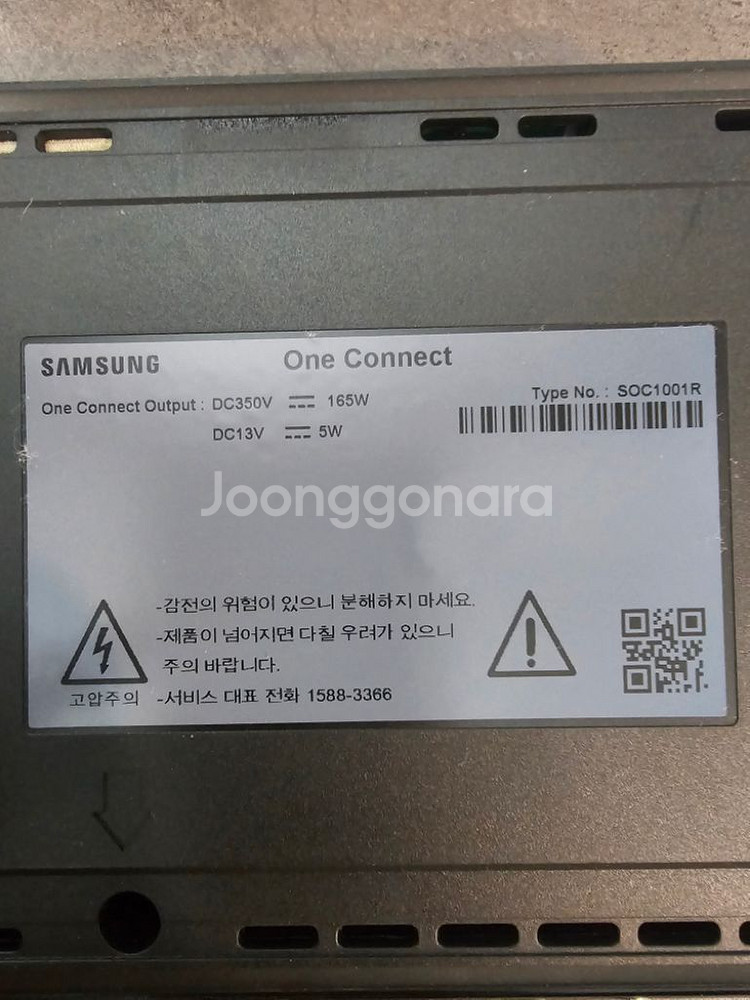 SAMSUNG
One Connect
One Connect Output : DC350V ⎓ 165W
DC13V ⎓ 5W
Type No. : SOC1001R
Joonggonara
-감전의 위험이 있으니 분해하지 마세요.
-제품이 넘어지면 다칠 우려가 있으니
주의 바랍니다.
고압주의
-서비스 대표 전화 1588-3366